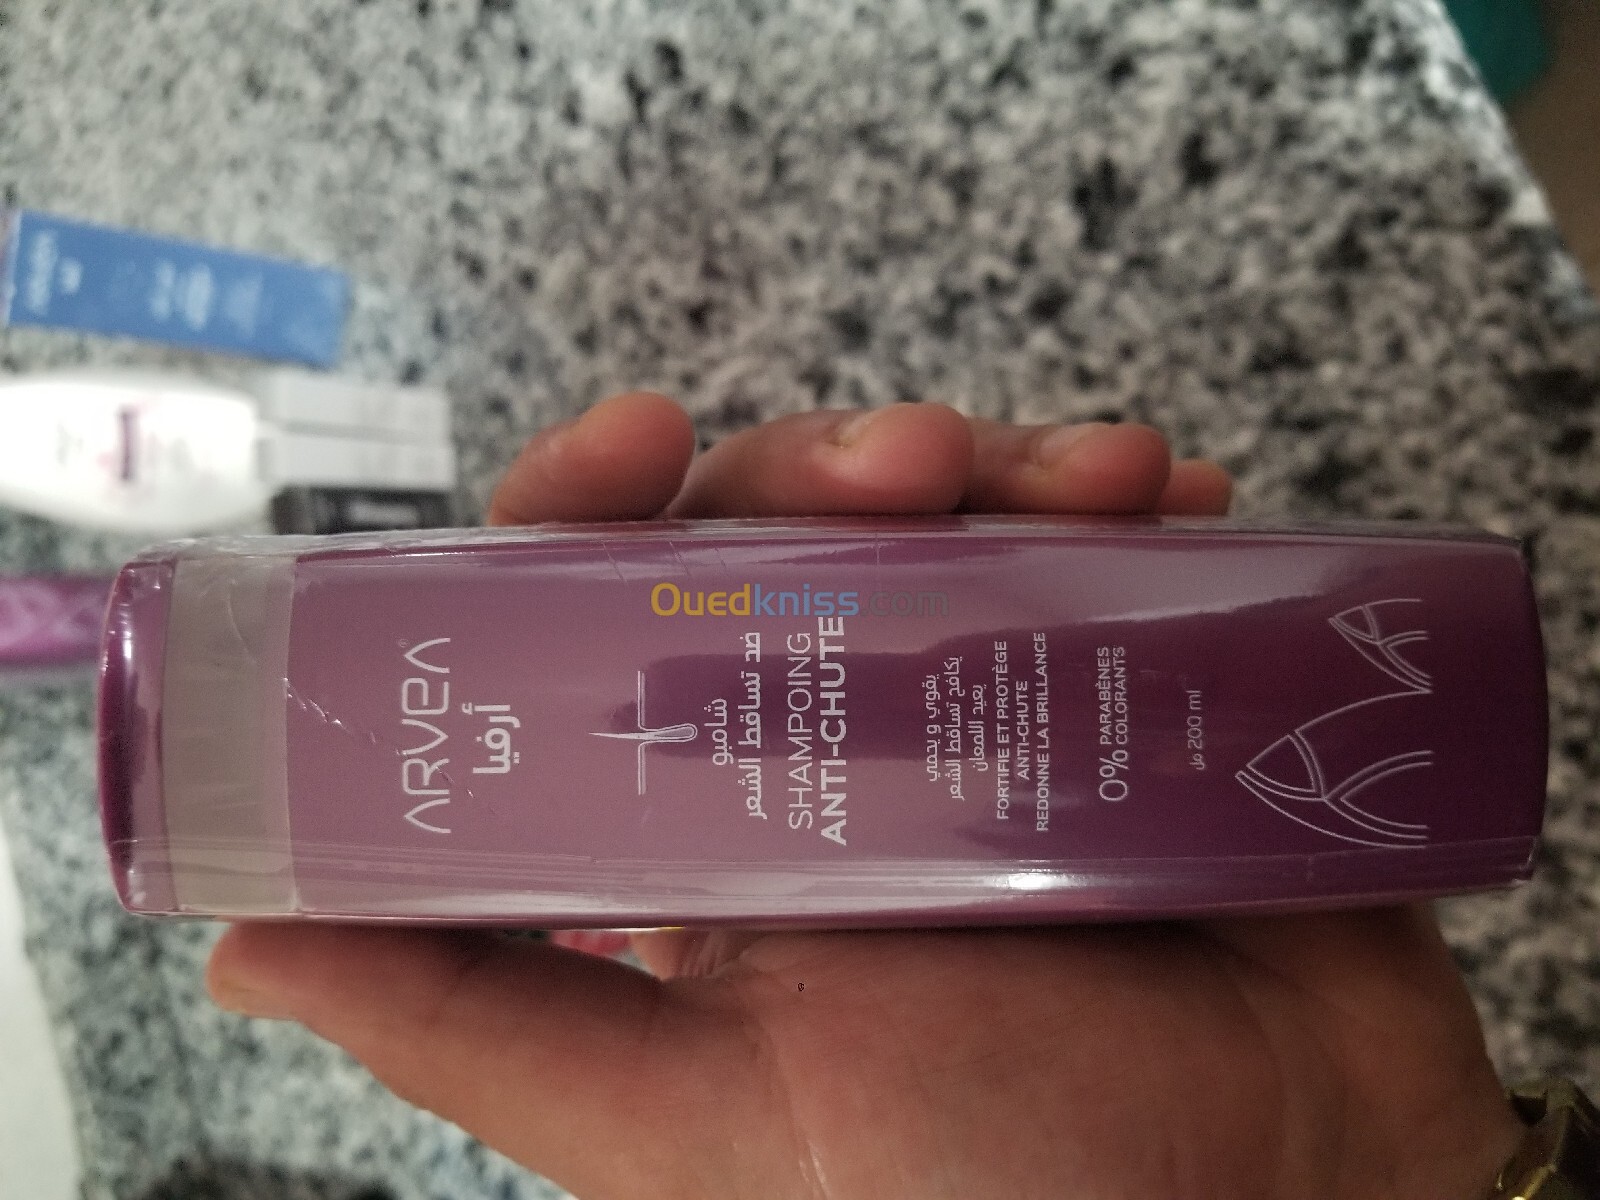 ARVEA®
أرفيا
شامبو
ضد تساقط الشعر
SHAMPOING
ANTI-CHUTE
يقوي و يحمي
يكافح تساقط الشعر
يعيد اللمعان
FORTIFIE ET PROTÈGE
ANTI-CHUTE
REDONNE LA BRILLANCE
0% PARABÈNES
COLORANTS
200 ml مل
Ouedkniss.com